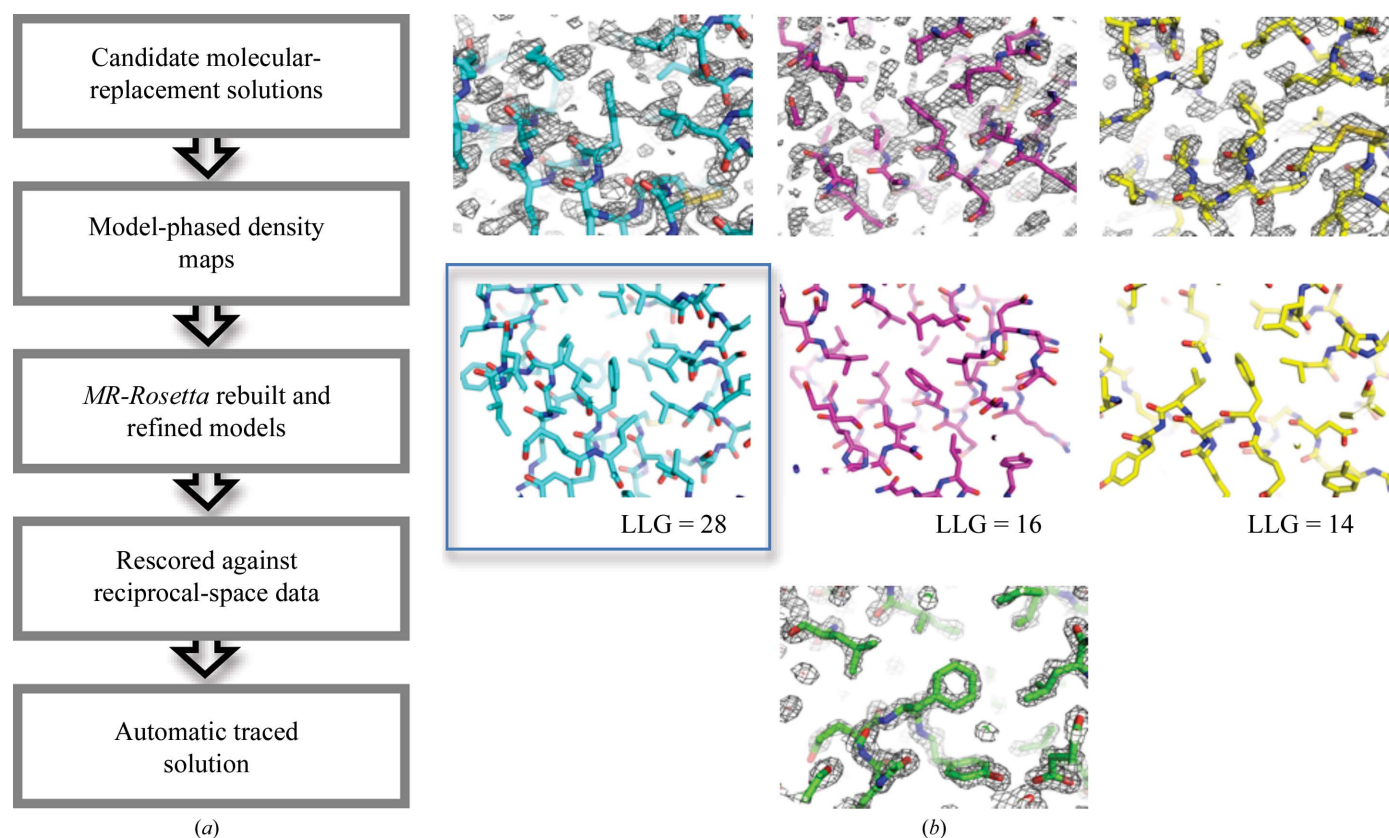 Candidate molecular-
replacement solutions
Model-phased density
maps
MR-Rosetta rebuilt and
refined models
Rescored against
reciprocal-space data
Automatic traced
solution
(a)
LLG = 28
LLG = 16
LLG = 14
(b)